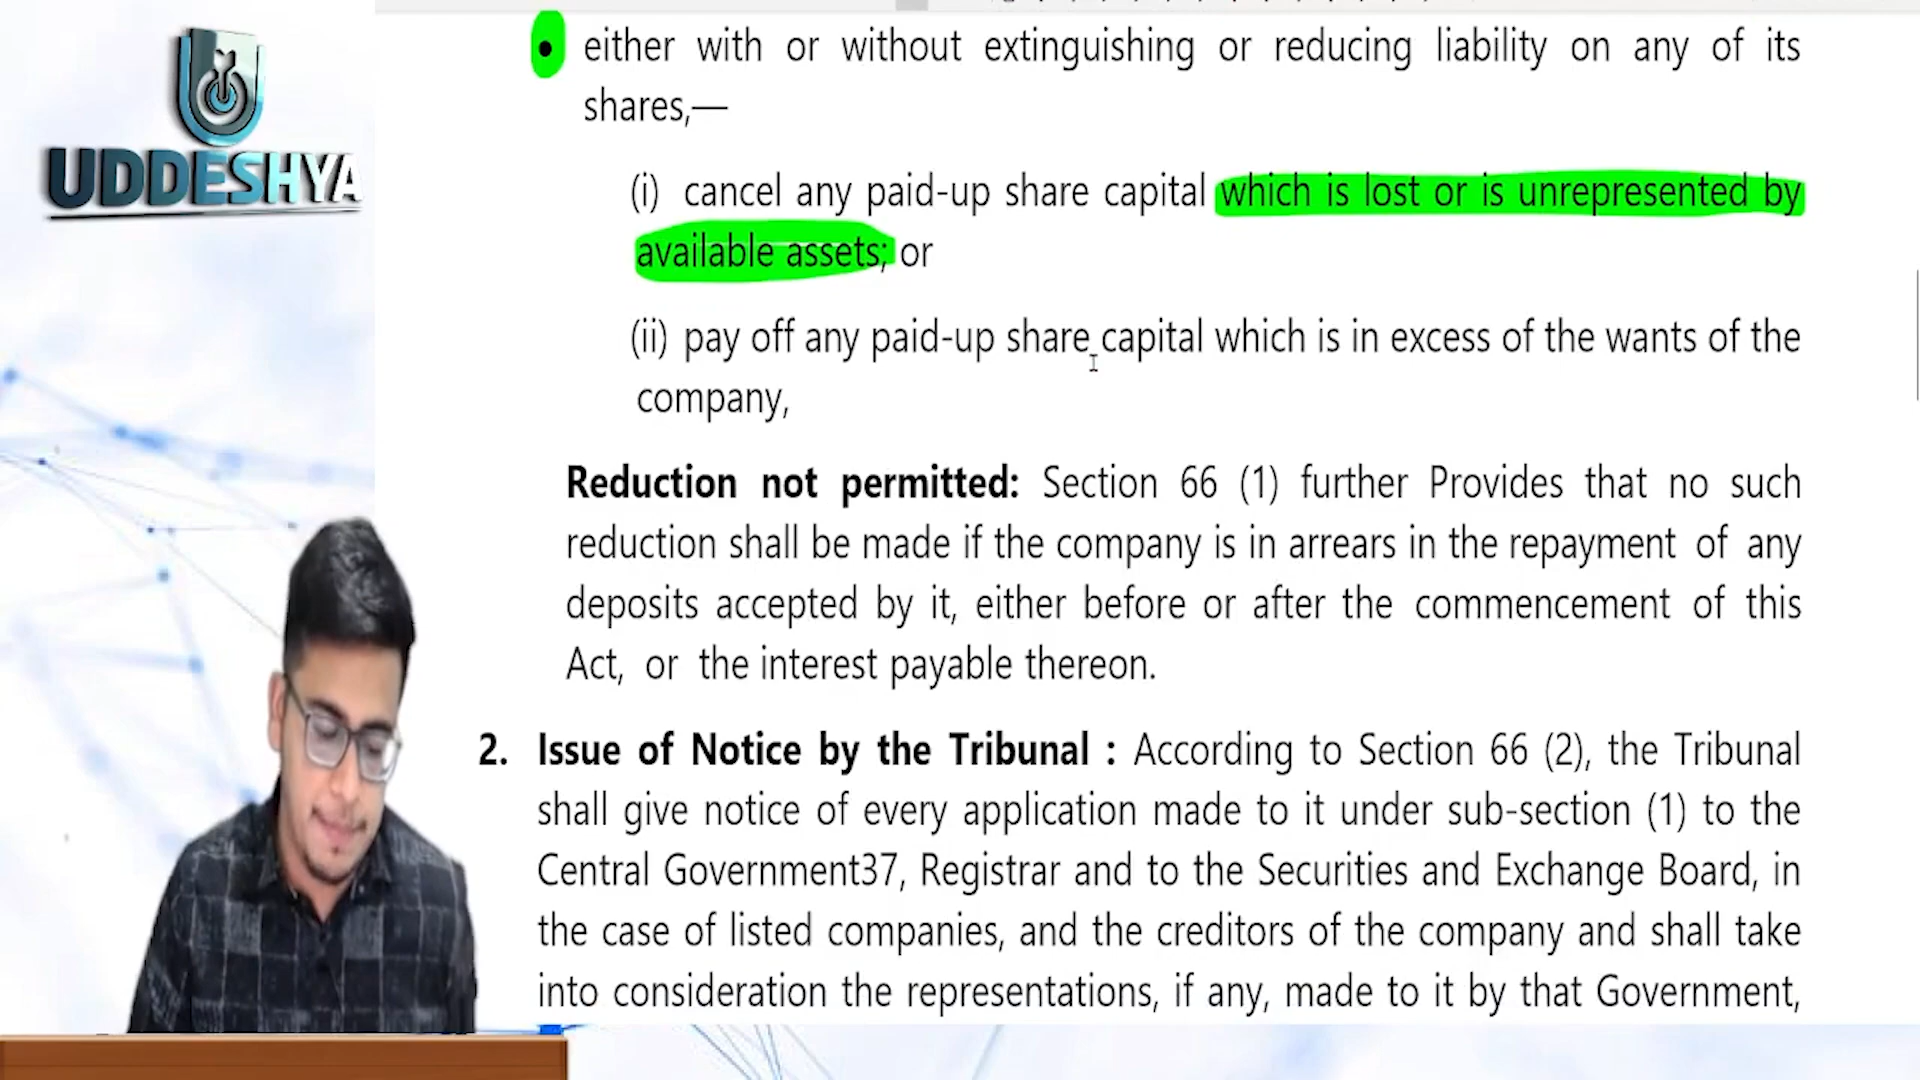 UDDESHYA
• either with or without extinguishing or reducing liability on any of its
shares,—
(i) cancel any paid-up share capital which is lost or is unrepresented by
available assets; or
(ii) pay off any paid-up share capital which is in excess of the wants of the
company,
Reduction not permitted: Section 66 (1) further Provides that no such
reduction shall be made if the company is in arrears in the repayment of any
deposits accepted by it, either before or after the commencement of this
Act, or the interest payable thereon.
2. Issue of Notice by the Tribunal : According to Section 66 (2), the Tribunal
shall give notice of every application made to it under sub-section (1) to the
Central Government37, Registrar and to the Securities and Exchange Board, in
the case of listed companies, and the creditors of the company and shall take
into consideration the representations, if any, made to it by that Government,